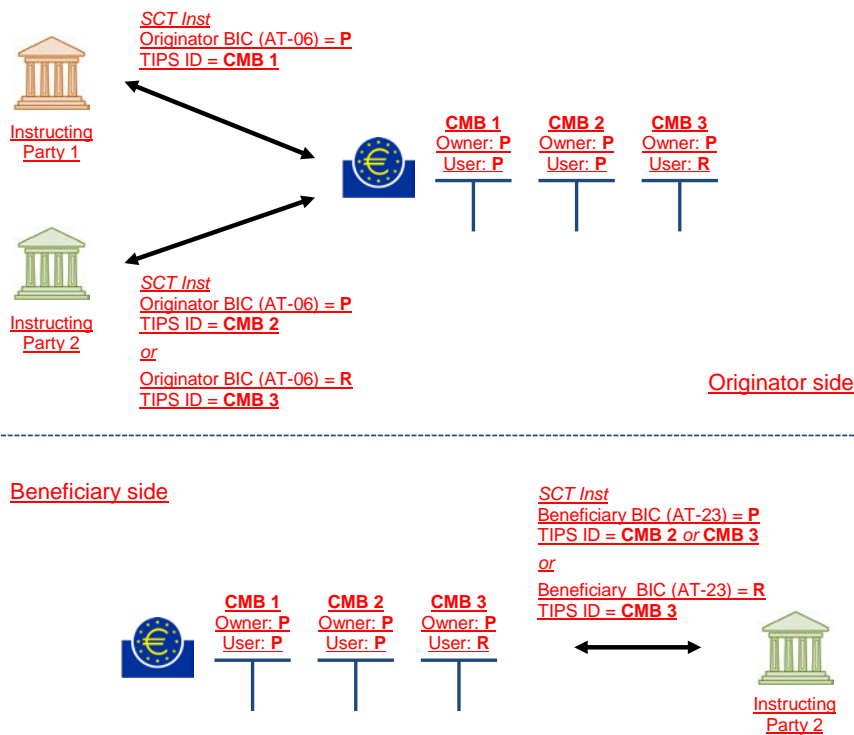 SCT Inst
Originator BIC (AT-06) = P
TIPS ID = CMB 1
Instructing
Party 1
CMB 1
Owner: P
User: P
CMB 2
Owner: P
User: P
CMB 3
Owner: P
User: R
Instructing
Party 2
SCT Inst
Originator BIC (AT-06) = P
TIPS ID = CMB 2
or
Originator BIC (AT-06) = R
TIPS ID = CMB 3
Originator side
Beneficiary side
SCT Inst
Beneficiary BIC (AT-23) = P
TIPS ID = CMB 2 or CMB 3
or
Beneficiary BIC (AT-23) = R
TIPS ID = CMB 3
CMB 1
Owner: P
User: P
CMB 2
Owner: P
User: P
CMB 3
Owner: P
User: R
Instructing
Party 2